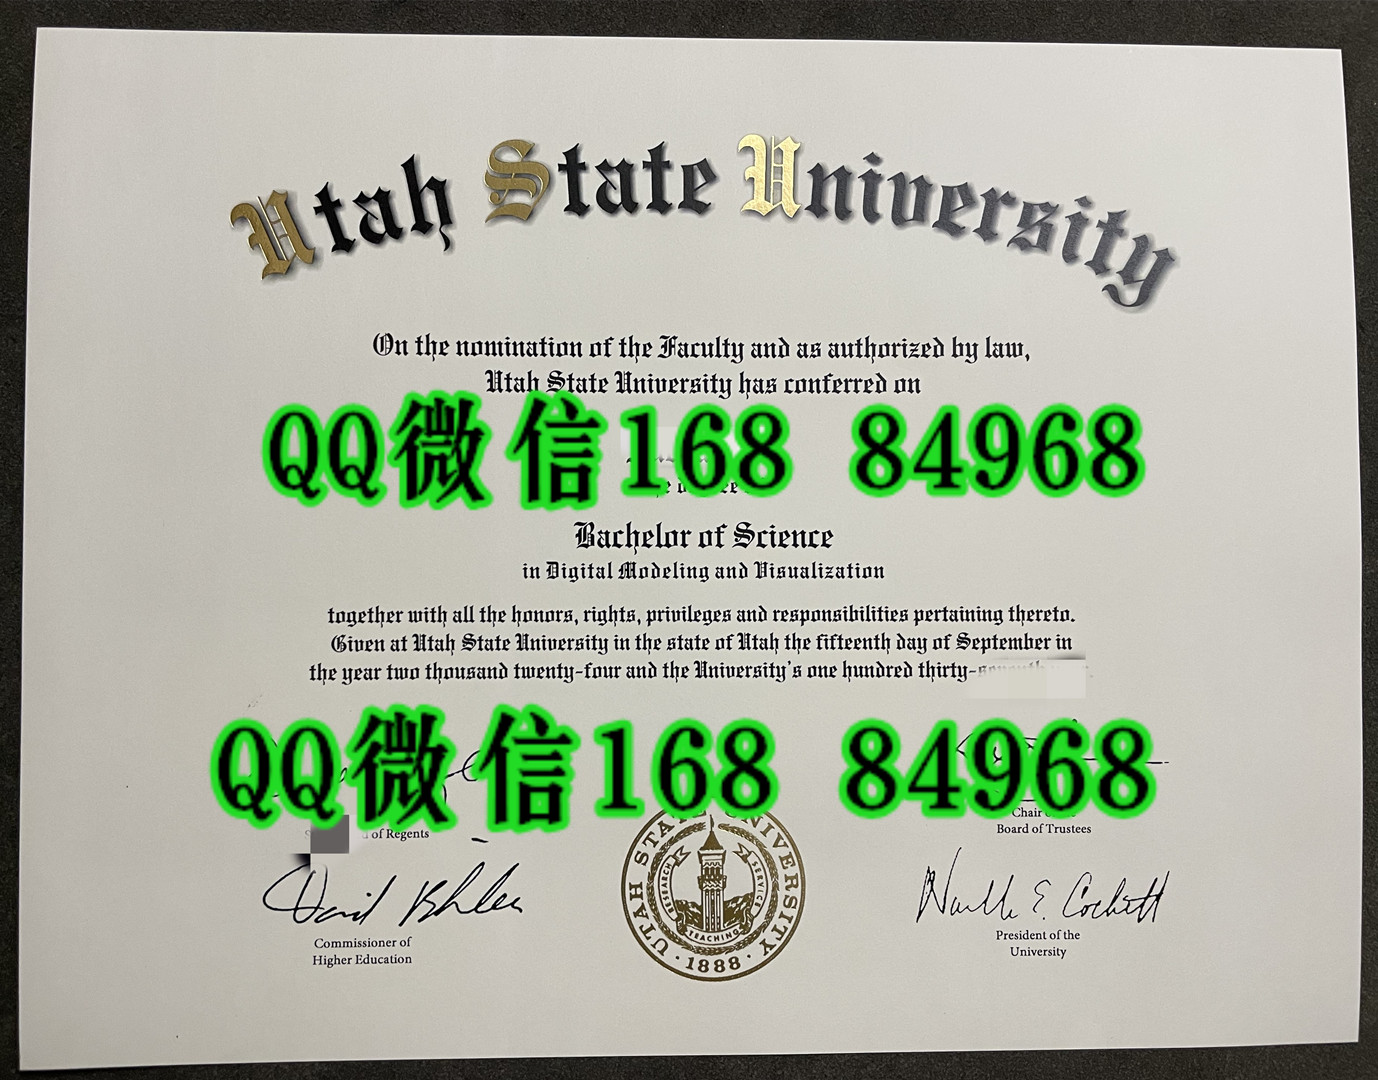 Utah State University
On the nomination of the Faculty and as authorized by law,
Utah State University has conferred on
QQ微信168 84968
Bachelor of Science
in Digital Modeling and Visualization
together with all the honors, rights, privileges and responsibilities pertaining thereto.
Given at Utah State University in the state of Utah the fifteenth day of September in
the year two thousand twenty-four and the University's one hundred thirty-
QQ微信168 84968
of Regents
Chair
Board of Trustees
UTAH STATE UNIVERSITY
RESEARCH
SERVICE
TEACHING
1888
Commissioner of
Higher Education
President of the
University